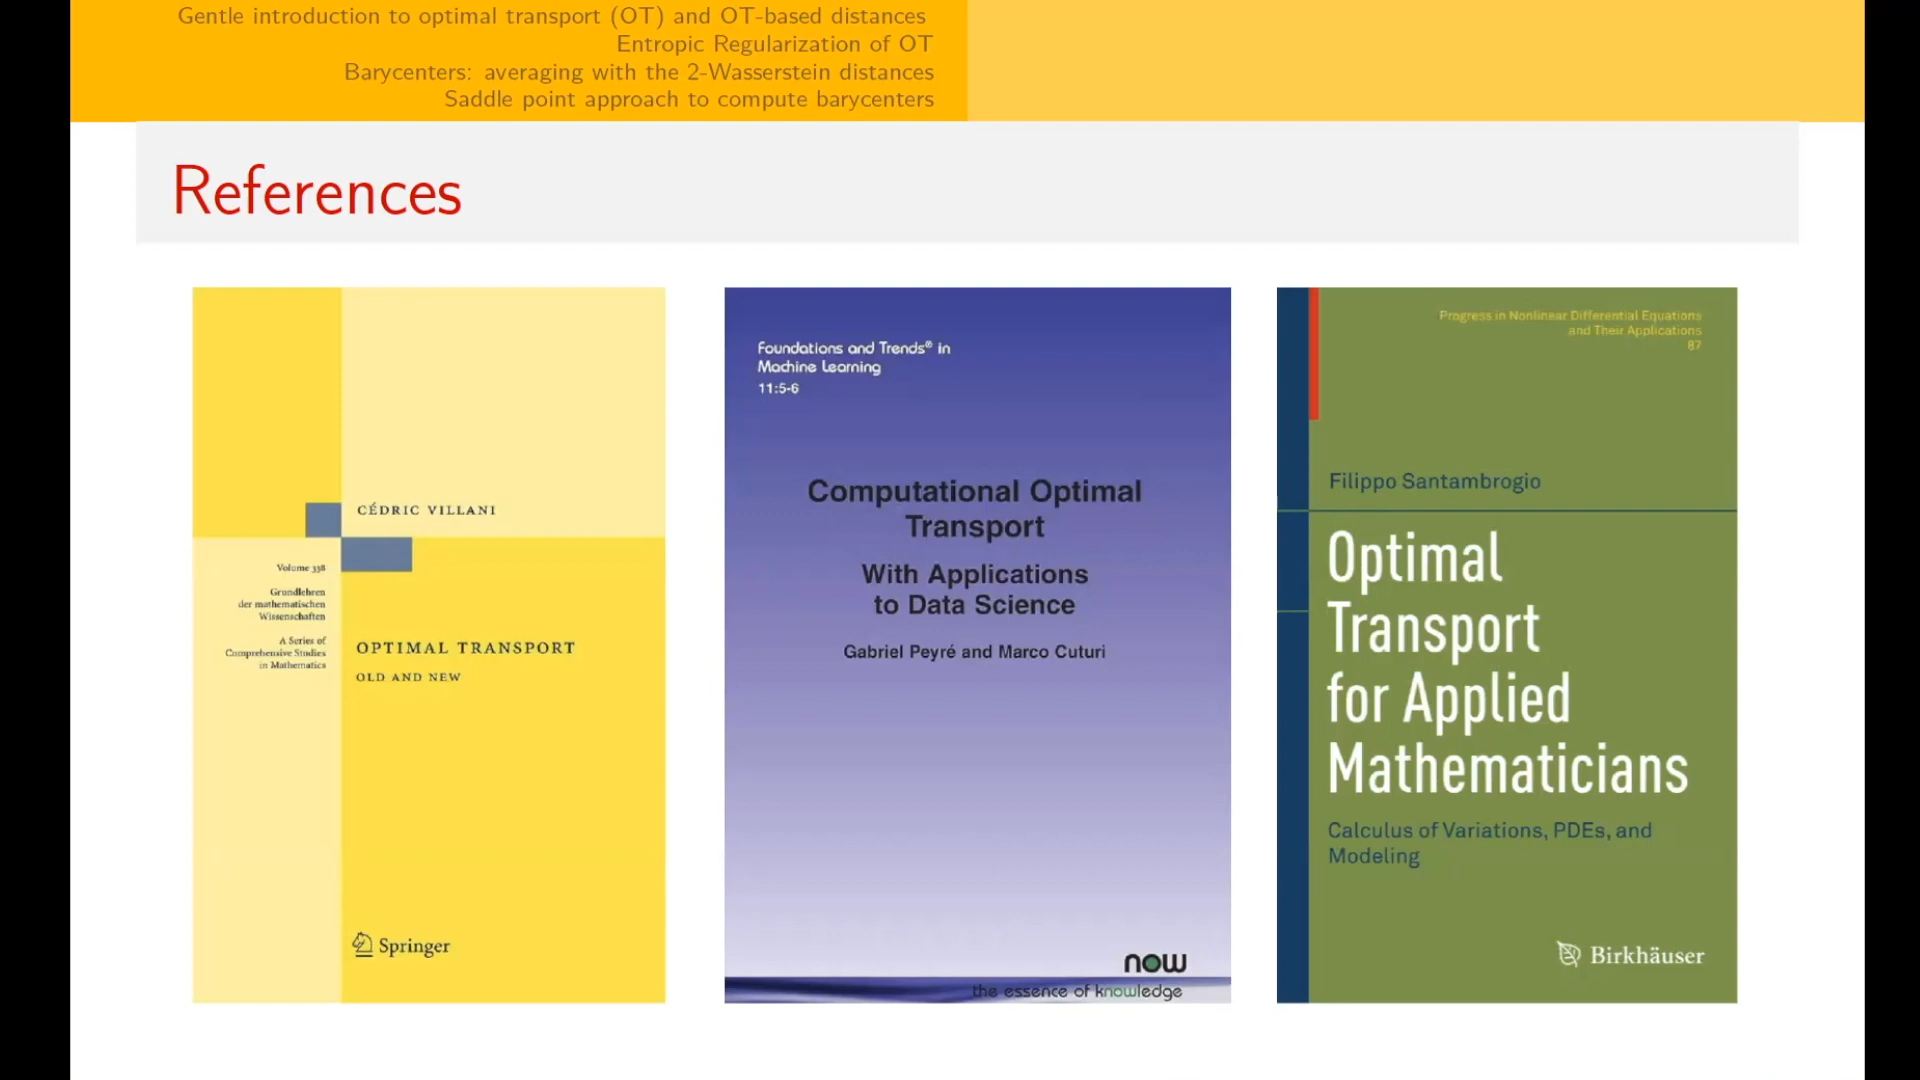 Gentle introduction to optimal transport (OT) and OT-based distances
Entropic Regularization of OT
Barycenters: averaging with the 2-Wasserstein distances
Saddle point approach to compute barycenters
References
CÉDRIC VILLANI
Volume 338
Grundlehren
der mathematischen
Wissenschaften
A Series of
Comprehensive Studies
in Mathematics
OPTIMAL TRANSPORT
OLD AND NEW
Springer
Foundations and Trends® in
Machine Learning
11:5-6
Computational Optimal
Transport
With Applications
to Data Science
Gabriel Peyré and Marco Cuturi
now
the essence of knowledge
Progress in Nonlinear Differential Equations
and Their Applications
87
Filippo Santambrogio
Optimal
Transport
for Applied
Mathematicians
Calculus of Variations, PDEs, and
Modeling
Birkhäuser